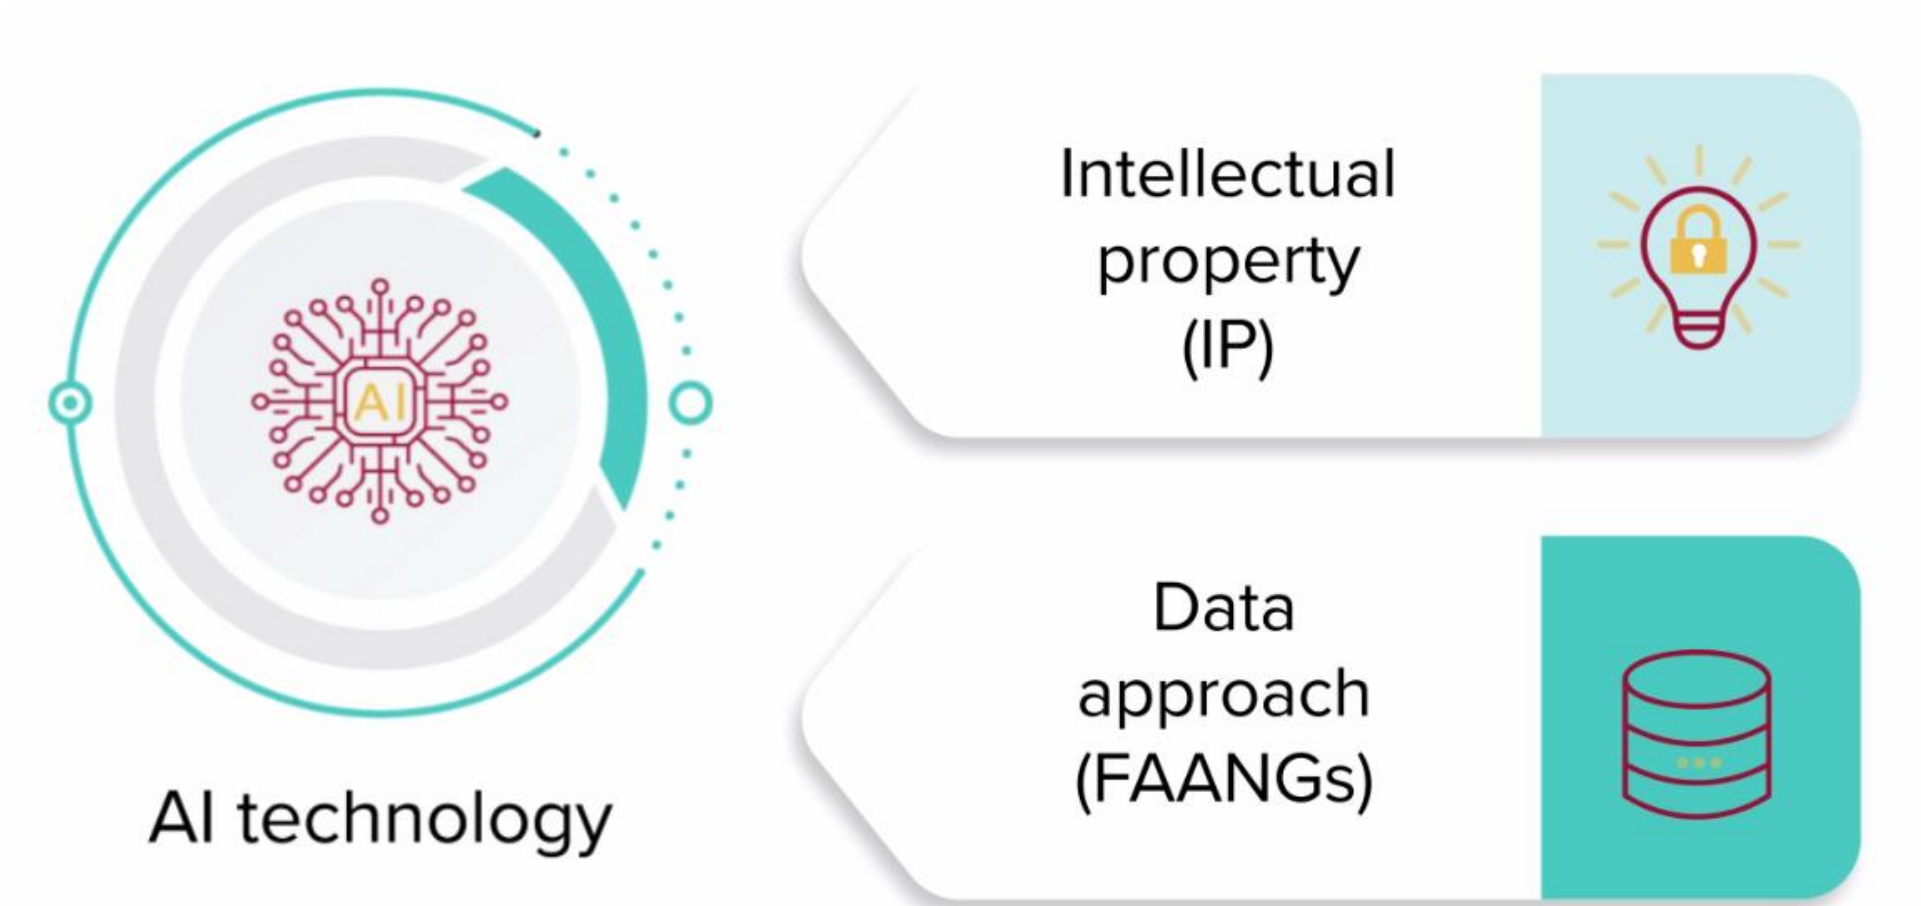 AI
AI technology
Intellectual
property
(IP)
Data
approach
(FAANGs)